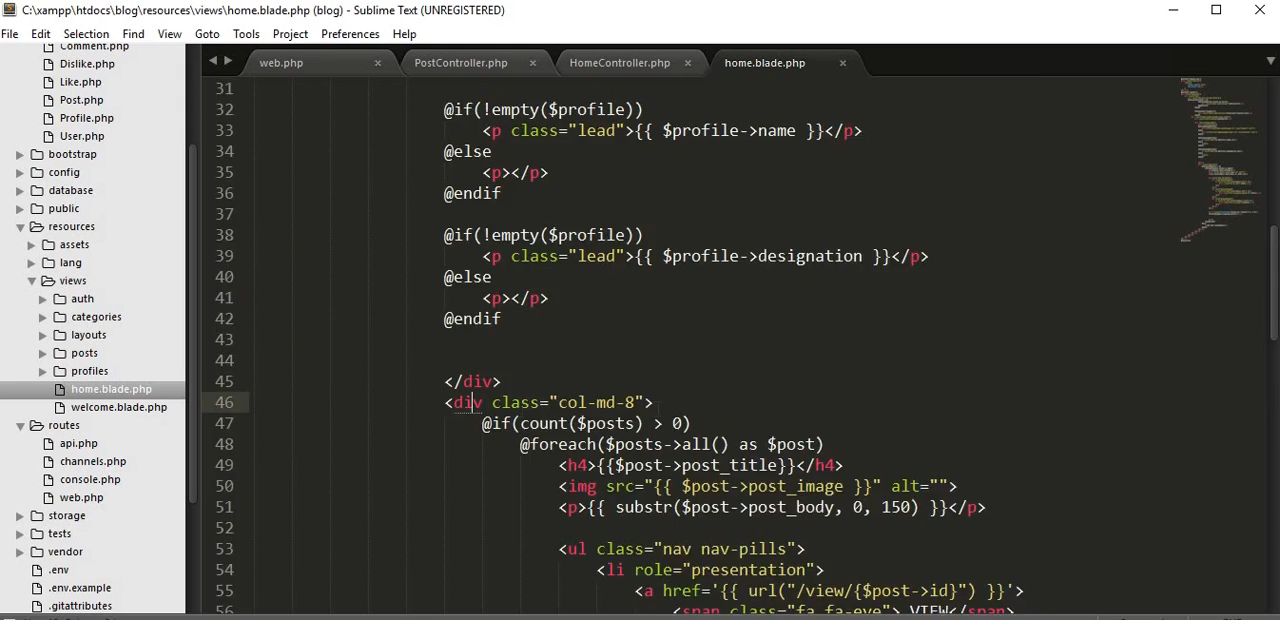 C:\xampp\htdocs\blog\resources\views\home.blade.php (blog) - Sublime Text (UNREGISTERED)
File Edit Selection Find View Goto Tools Project Preferences Help
Comment.php
Dislike.php
Like.php
Post.php
Profile.php
User.php
bootstrap
config
database
public
resources
assets
lang
views
auth
categories
layouts
posts
profiles
home.blade.php
welcome.blade.php
routes
api.php
channels.php
console.php
web.php
storage
tests
vendor
.env
.env.example
.gitattributes
web.php × PostController.php × HomeController.php × home.blade.php ×
31
32 @if(!empty($profile))
33 <p class="lead">{{ $profile->name }}</p>
34 @else
35 <p></p>
36 @endif
37
38 @if(!empty($profile))
39 <p class="lead">{{ $profile->designation }}</p>
40 @else
41 <p></p>
42 @endif
43
44
45 </div>
46 <div class="col-md-8">
47 @if(count($posts) > 0)
48 @foreach($posts->all() as $post)
49 <h4>{{$post->post_title}}</h4>
50 <img src="{{ $post->post_image }}" alt="">
51 <p>{{ substr($post->post_body, 0, 150) }}</p>
52
53 <ul class="nav nav-pills">
54 <li role="presentation">
55 <a href='{{ url("/view/{$post->id}") }}'>
56 <span class="fa fa-eye"> VIEW</span>